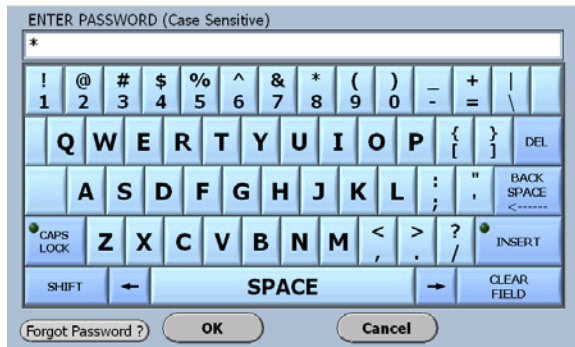 ENTER PASSWORD (Case Sensitive)
*
! @ # $ % ^ & * ( ) _ + |
1 2 3 4 5 6 7 8 9 0 - = \
Q W E R T Y U I O P { [ } ] DEL
A S D F G H J K L : ; " ' BACK SPACE <------
CAPS LOCK Z X C V B N M < , > . ? / INSERT
SHIFT ← SPACE → CLEAR FIELD
Forgot Password ? OK Cancel